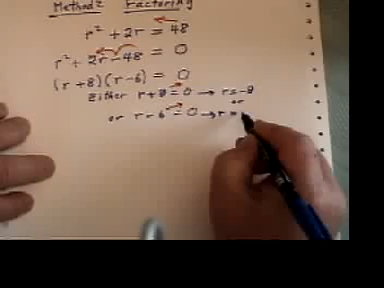 Method 2 Factoring
r² + 2r = 48
r² + 2r - 48 = 0
(r + 8)(r - 6) = 0
Either r + 8 = 0 → r = -8
or
or r - 6 = 0 → r =